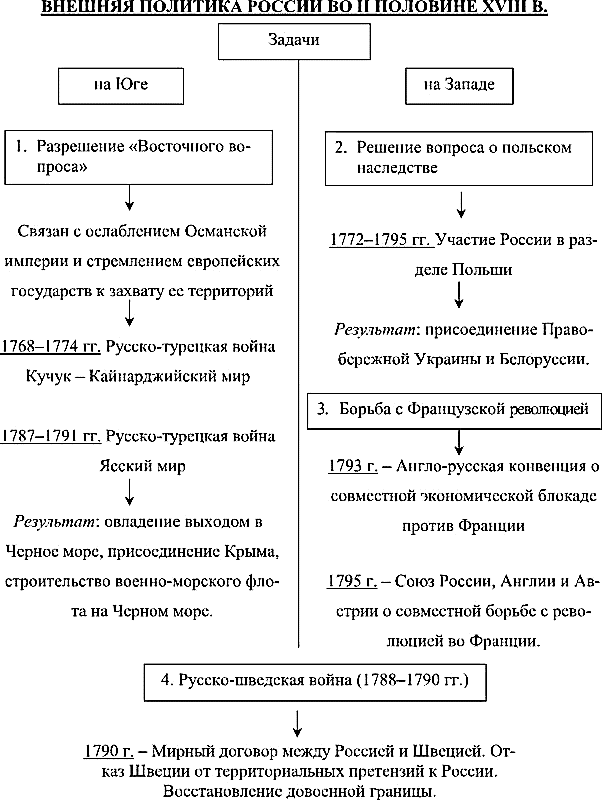 ВНЕШНЯЯ ПОЛИТИКА РОССИИ ВО II ПОЛОВИНЕ XVIII В.
Задачи
на Юге
1. Разрешение «Восточного во-
проса»
Связан с ослаблением Османской
империи и стремлением европейских
государств к захвату ее территорий
1768–1774 гг. Русско-турецкая война
Кучук – Кайнарджийский мир
1787–1791 гг. Русско-турецкая война
Ясский мир
Результат: овладение выходом в
Черное море, присоединение Крыма,
строительство военно-морского фло-
та на Черном море.
на Западе
2. Решение вопроса о польском
наследстве
1772–1795 гг. Участие России в раз-
деле Польши
Результат: присоединение Право-
бережной Украины и Белоруссии.
3. Борьба с Французской революцией
1793 г. – Англо-русская конвенция о
совместной экономической блокаде
против Франции
1795 г. – Союз России, Англии и Ав-
стрии о совместной борьбе с рево-
люцией во Франции.
4. Русско-шведская война (1788–1790 гг.)
1790 г. – Мирный договор между Россией и Швецией. От-
каз Швеции от территориальных претензий к России.
Восстановление довоенной границы.